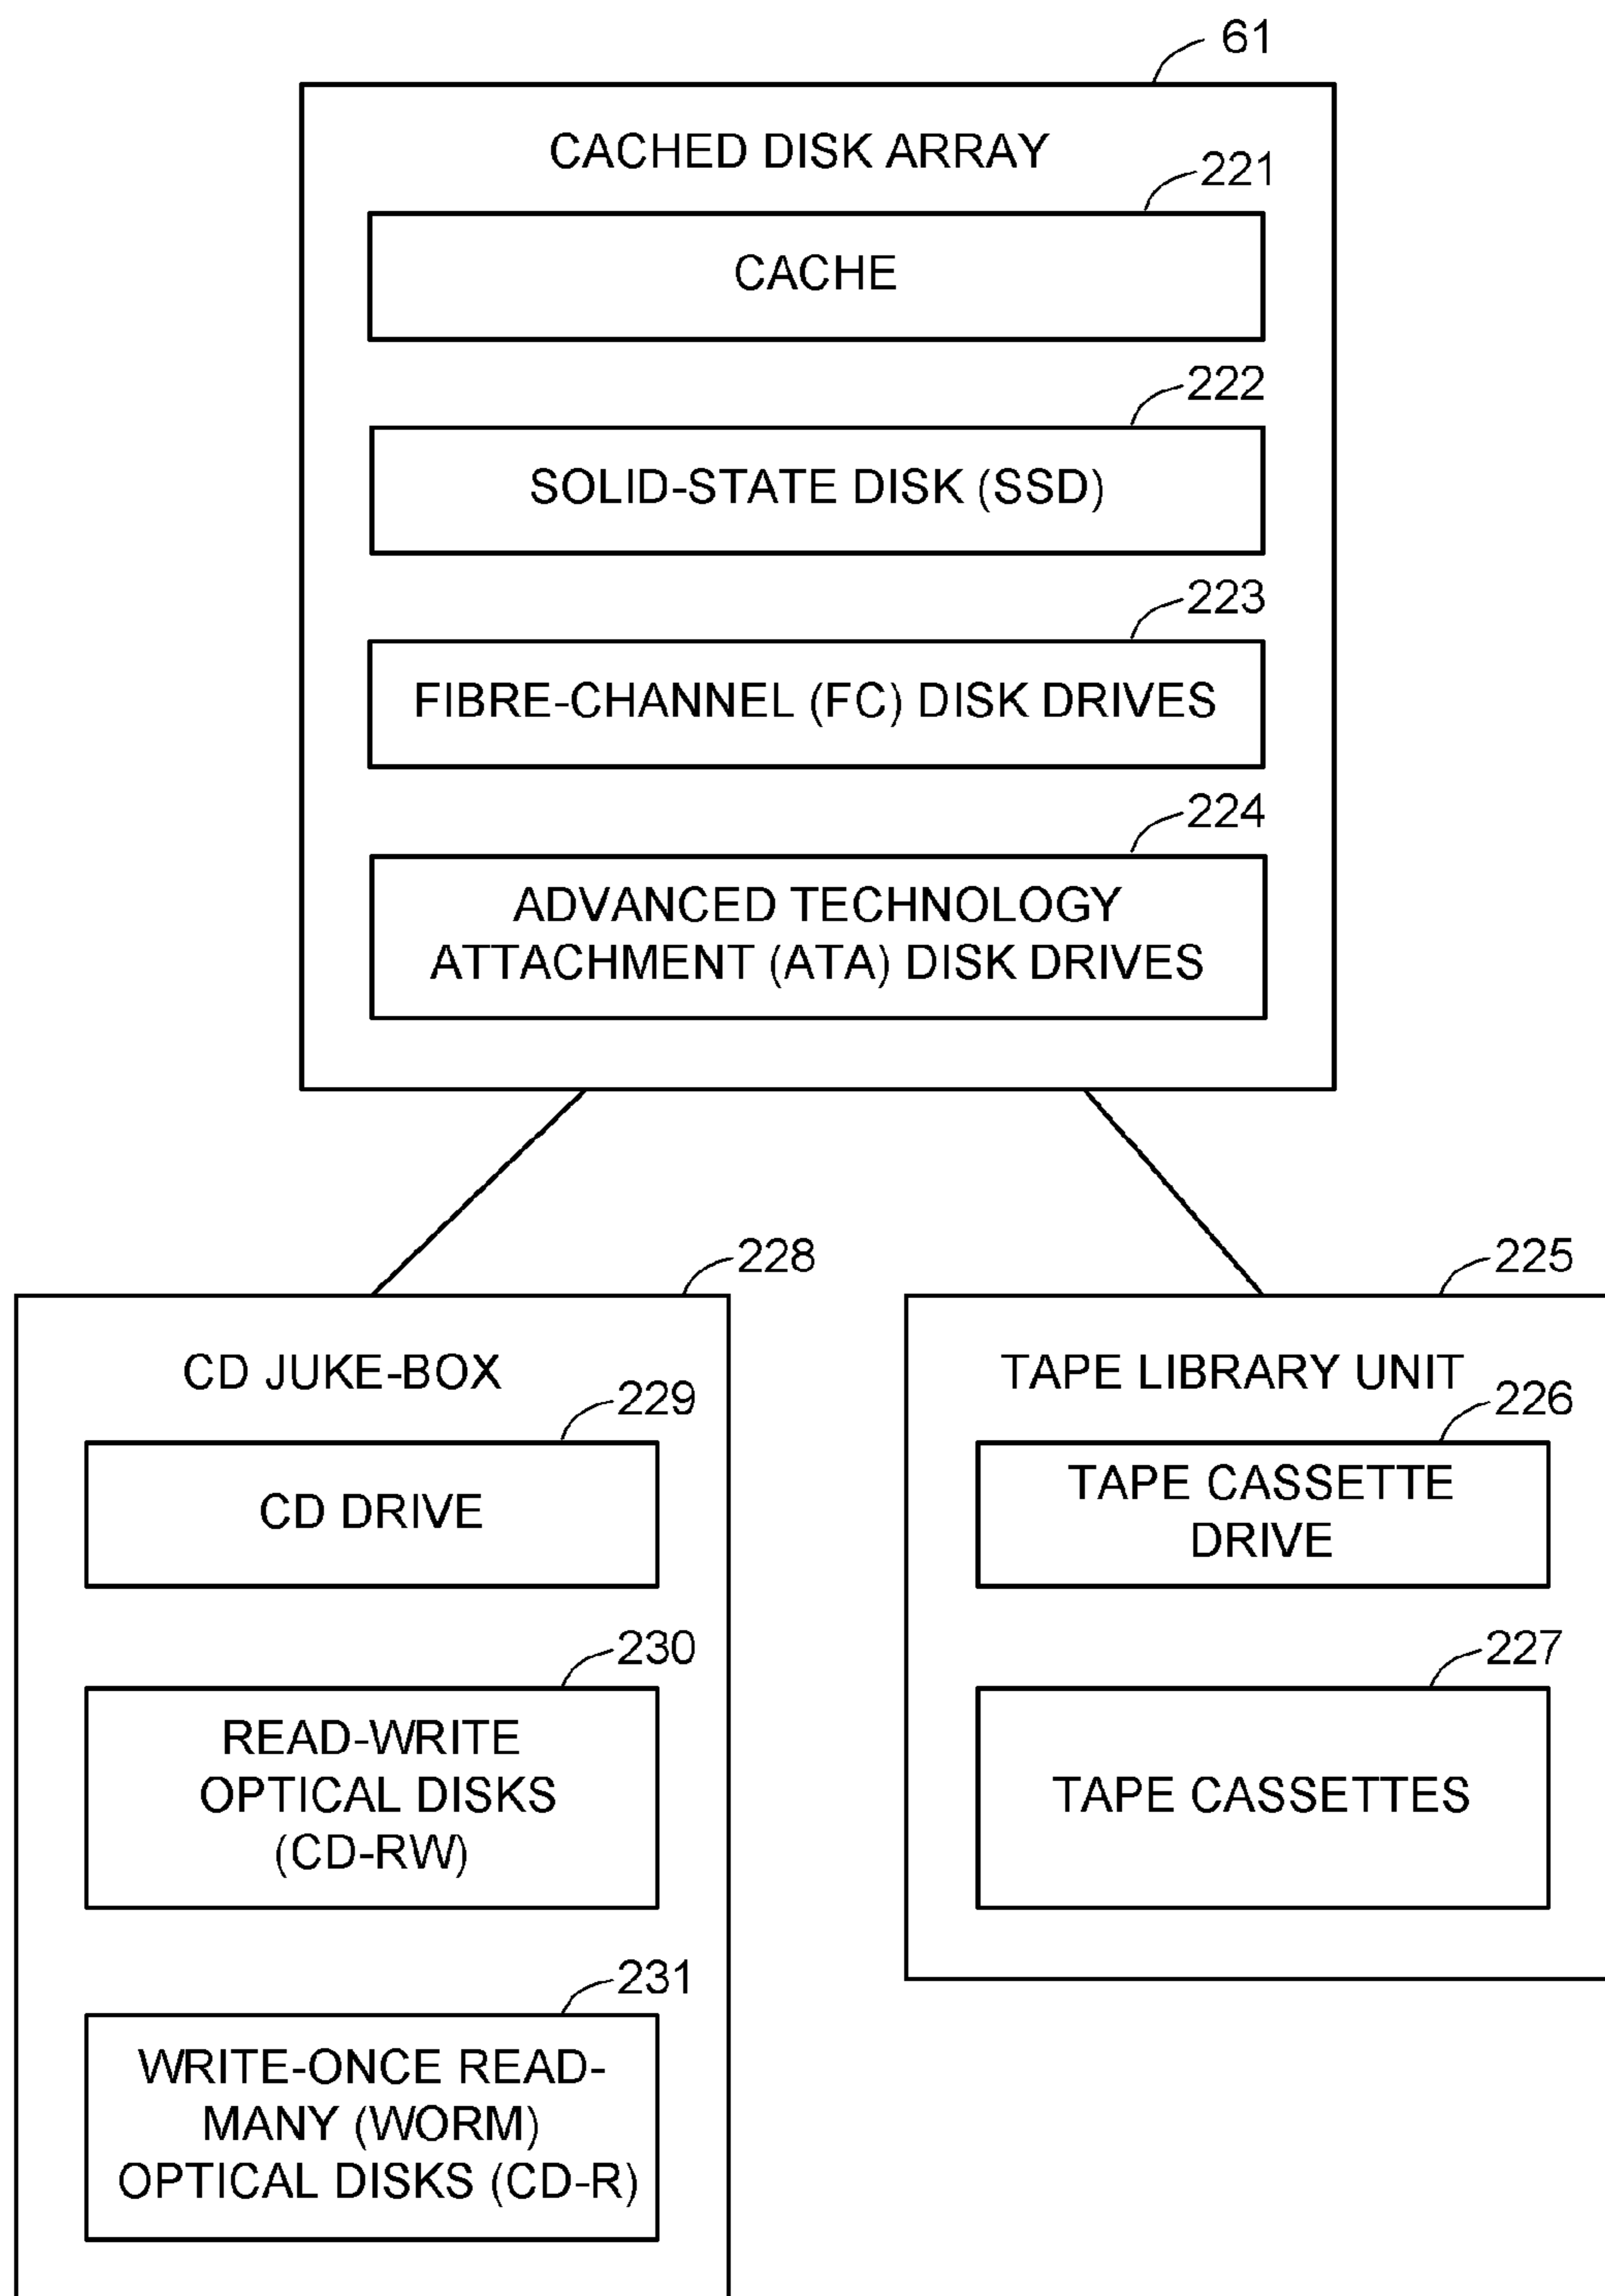 61
CACHED DISK ARRAY
221
CACHE
222
SOLID-STATE DISK (SSD)
223
FIBRE-CHANNEL (FC) DISK DRIVES
224
ADVANCED TECHNOLOGY
ATTACHMENT (ATA) DISK DRIVES
228
CD JUKE-BOX
229
CD DRIVE
230
READ-WRITE
OPTICAL DISKS
(CD-RW)
231
WRITE-ONCE READ-
MANY (WORM)
OPTICAL DISKS (CD-R)
225
TAPE LIBRARY UNIT
226
TAPE CASSETTE
DRIVE
227
TAPE CASSETTES